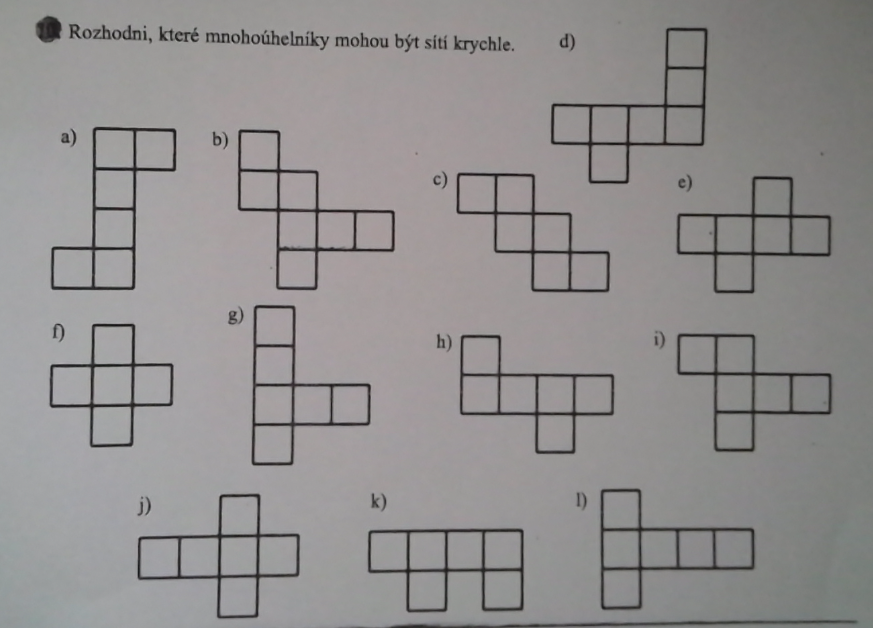 Rozhodni, které mnohoúhelníky mohou být sítí krychle.
d)
a)
b)
c)
e)
f)
g)
h)
i)
j)
k)
l)